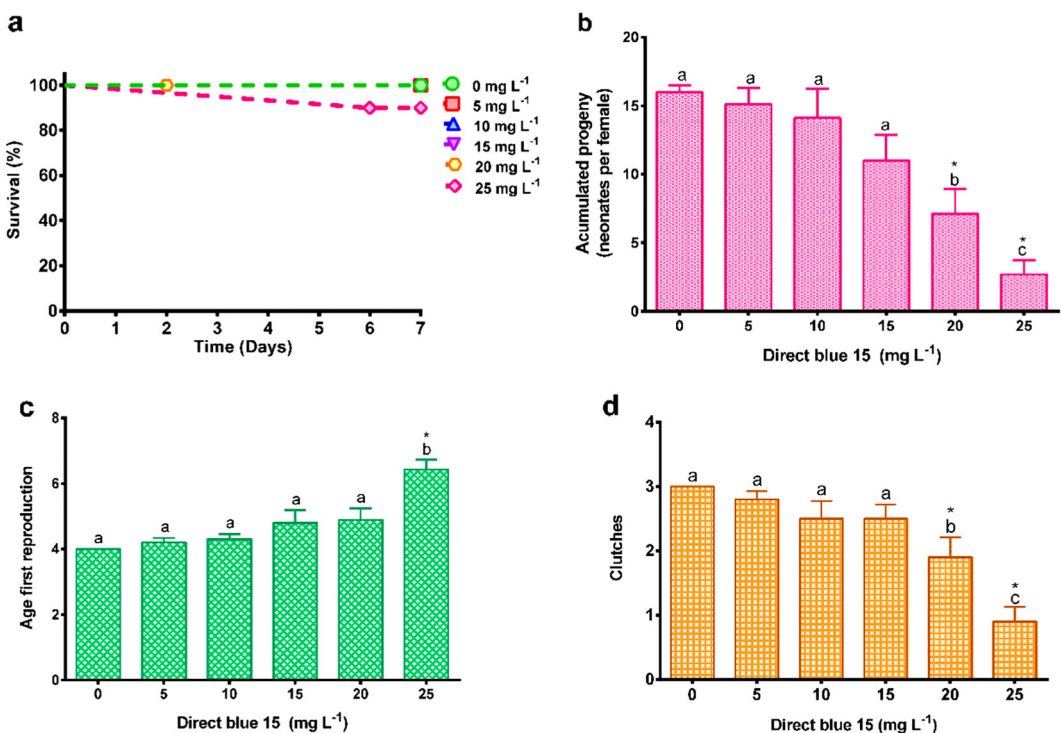 a
Survival (%)
100
80
60
40
20
0
0 1 2 3 4 5 6 7
Time (Days)
0 mg L⁻¹
5 mg L⁻¹
10 mg L⁻¹
15 mg L⁻¹
20 mg L⁻¹
25 mg L⁻¹
b
Acumulated progeny
(neonates per female)
20
15
10
5
0
a a a a * b * c
0 5 10 15 20 25
Direct blue 15 (mg L⁻¹)
c
Age first reproduction
8
6
4
2
0
a a a a a * b
0 5 10 15 20 25
Direct blue 15 (mg L⁻¹)
d
Clutches
4
3
2
1
0
a a a a * b * c
0 5 10 15 20 25
Direct blue 15 (mg L⁻¹)